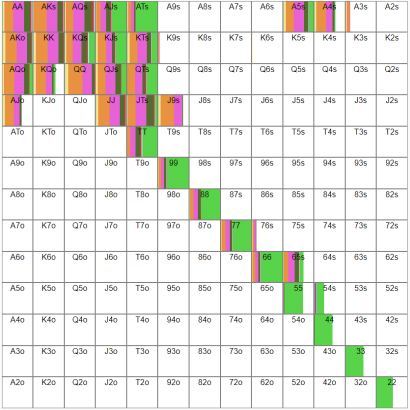 AA AKs AQs AJs ATs A9s A8s A7s A6s A5s A4s A3s A2s
AKo KK KQs KJs KTs K9s K8s K7s K6s K5s K4s K3s K2s
AQo KQo QQ QJs QTs Q9s Q8s Q7s Q6s Q5s Q4s Q3s Q2s
AJo KJo QJo JJ JTs J9s J8s J7s J6s J5s J4s J3s J2s
ATo KTo QTo JTo TT T9s T8s T7s T6s T5s T4s T3s T2s
A9o K9o Q9o J9o T9o 99 98s 97s 96s 95s 94s 93s 92s
A8o K8o Q8o J8o T8o 98o 88 87s 86s 85s 84s 83s 82s
A7o K7o Q7o J7o T7o 97o 87o 77 76s 75s 74s 73s 72s
A6o K6o Q6o J6o T6o 96o 86o 76o 66 65s 64s 63s 62s
A5o K5o Q5o J5o T5o 95o 85o 75o 65o 55 54s 53s 52s
A4o K4o Q4o J4o T4o 94o 84o 74o 64o 54o 44 43s 42s
A3o K3o Q3o J3o T3o 93o 83o 73o 63o 53o 43o 33 32s
A2o K2o Q2o J2o T2o 92o 82o 72o 62o 52o 42o 32o 22